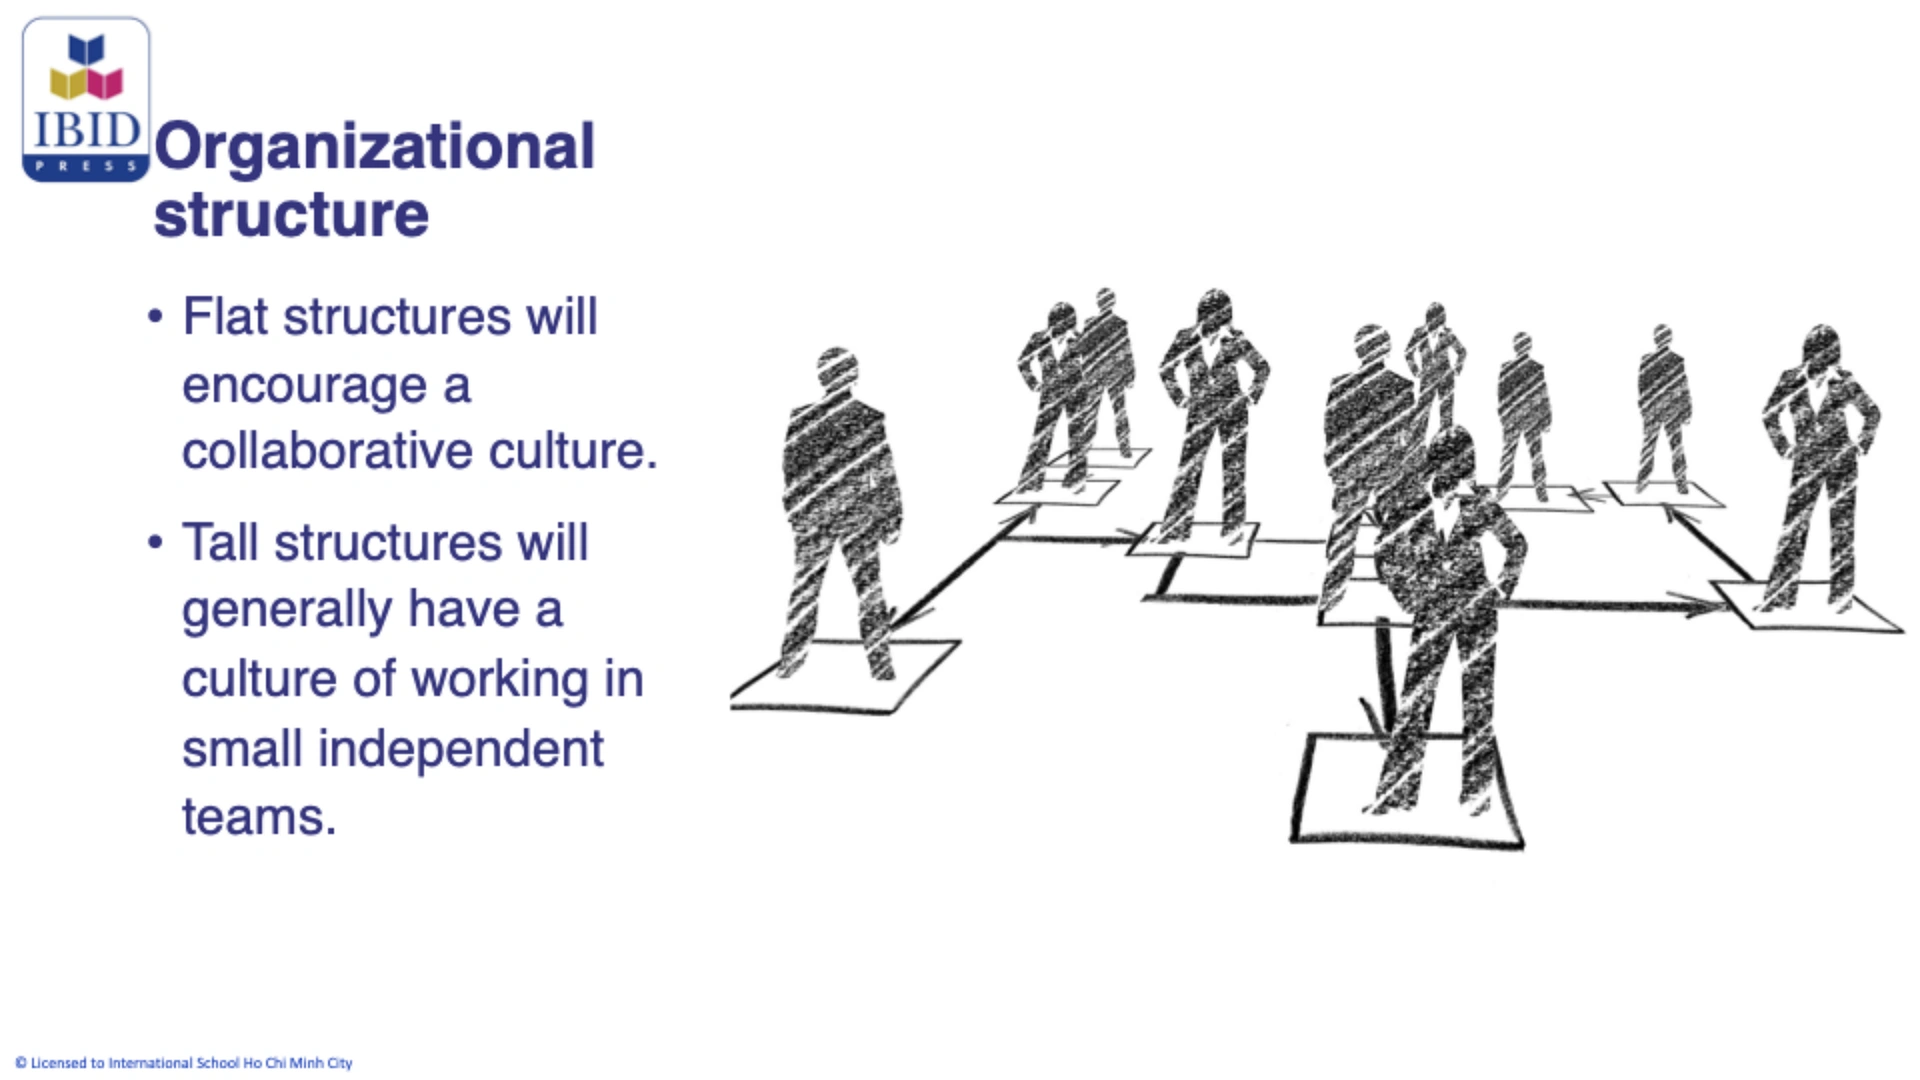 IBID
PRESS
Organizational
structure
• Flat structures will
encourage a
collaborative culture.
• Tall structures will
generally have a
culture of working in
small independent
teams.
© Licensed to International School Ho Chi Minh City